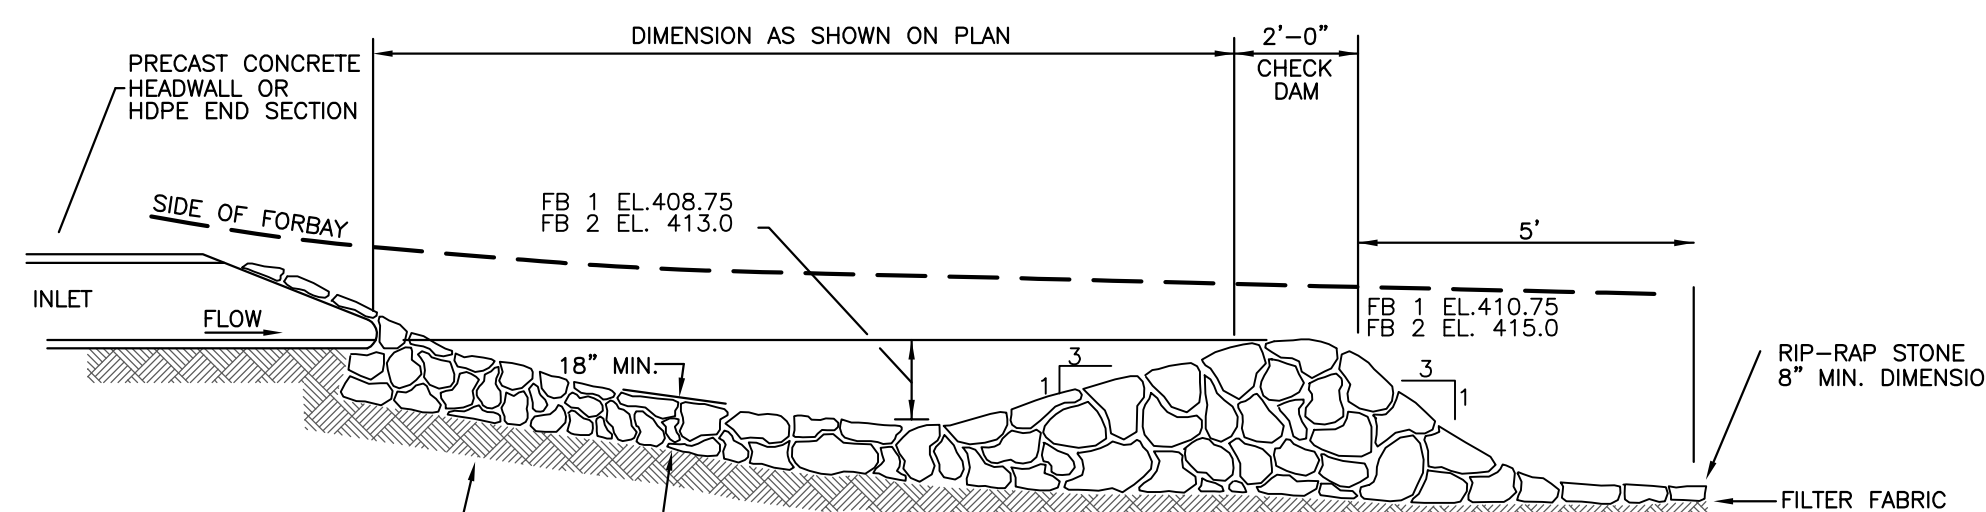 DIMENSION AS SHOWN ON PLAN
2'-0"
CHECK
DAM
PRECAST CONCRETE
HEADWALL OR
HDPE END SECTION
SIDE OF FORBAY
FB 1 EL.408.75
FB 2 EL. 413.0
5'
INLET
FLOW
FB 1 EL.410.75
FB 2 EL. 415.0
18" MIN.
3
1
3
1
RIP-RAP STONE
8" MIN. DIMENSIO
FILTER FABRIC